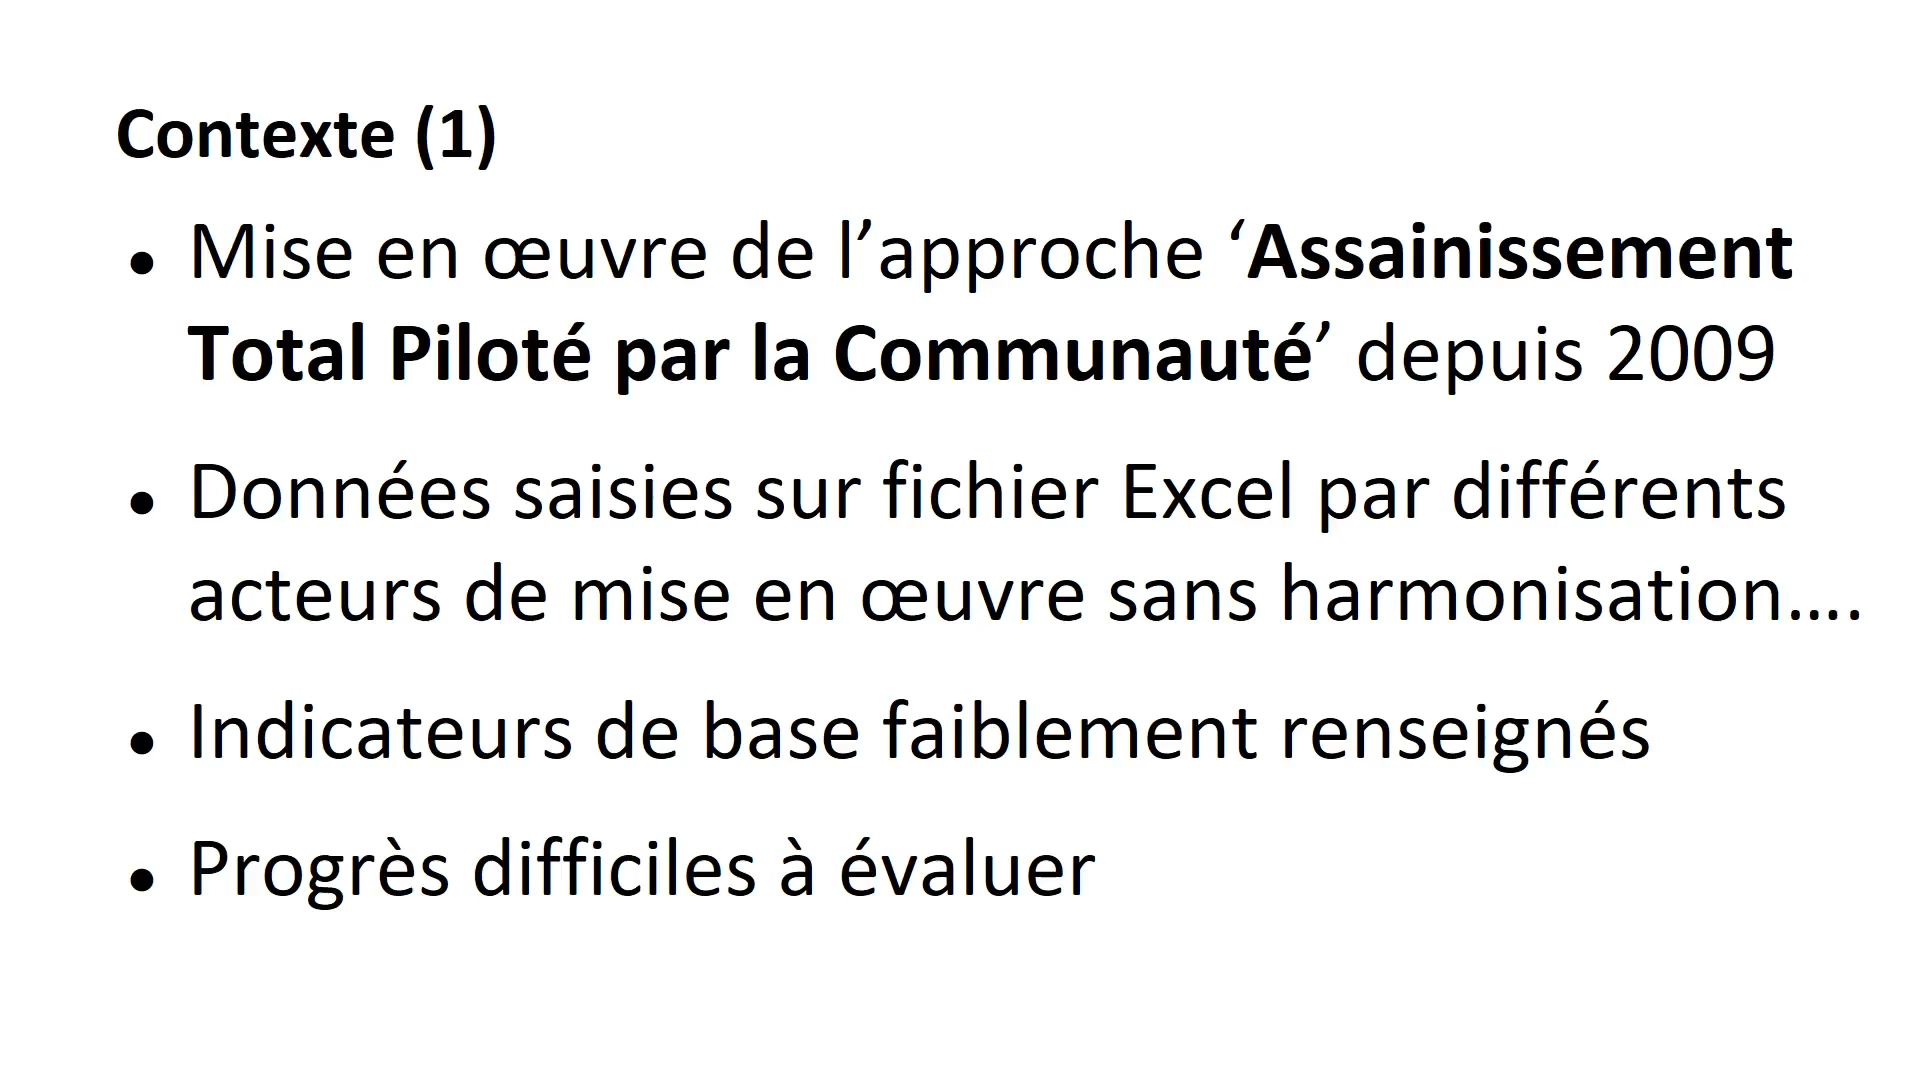 Contexte (1)
• Mise en œuvre de l’approche ‘Assainissement
Total Piloté par la Communauté’ depuis 2009
• Données saisies sur fichier Excel par différents
acteurs de mise en œuvre sans harmonisation….
• Indicateurs de base faiblement renseignés
• Progrès difficiles à évaluer